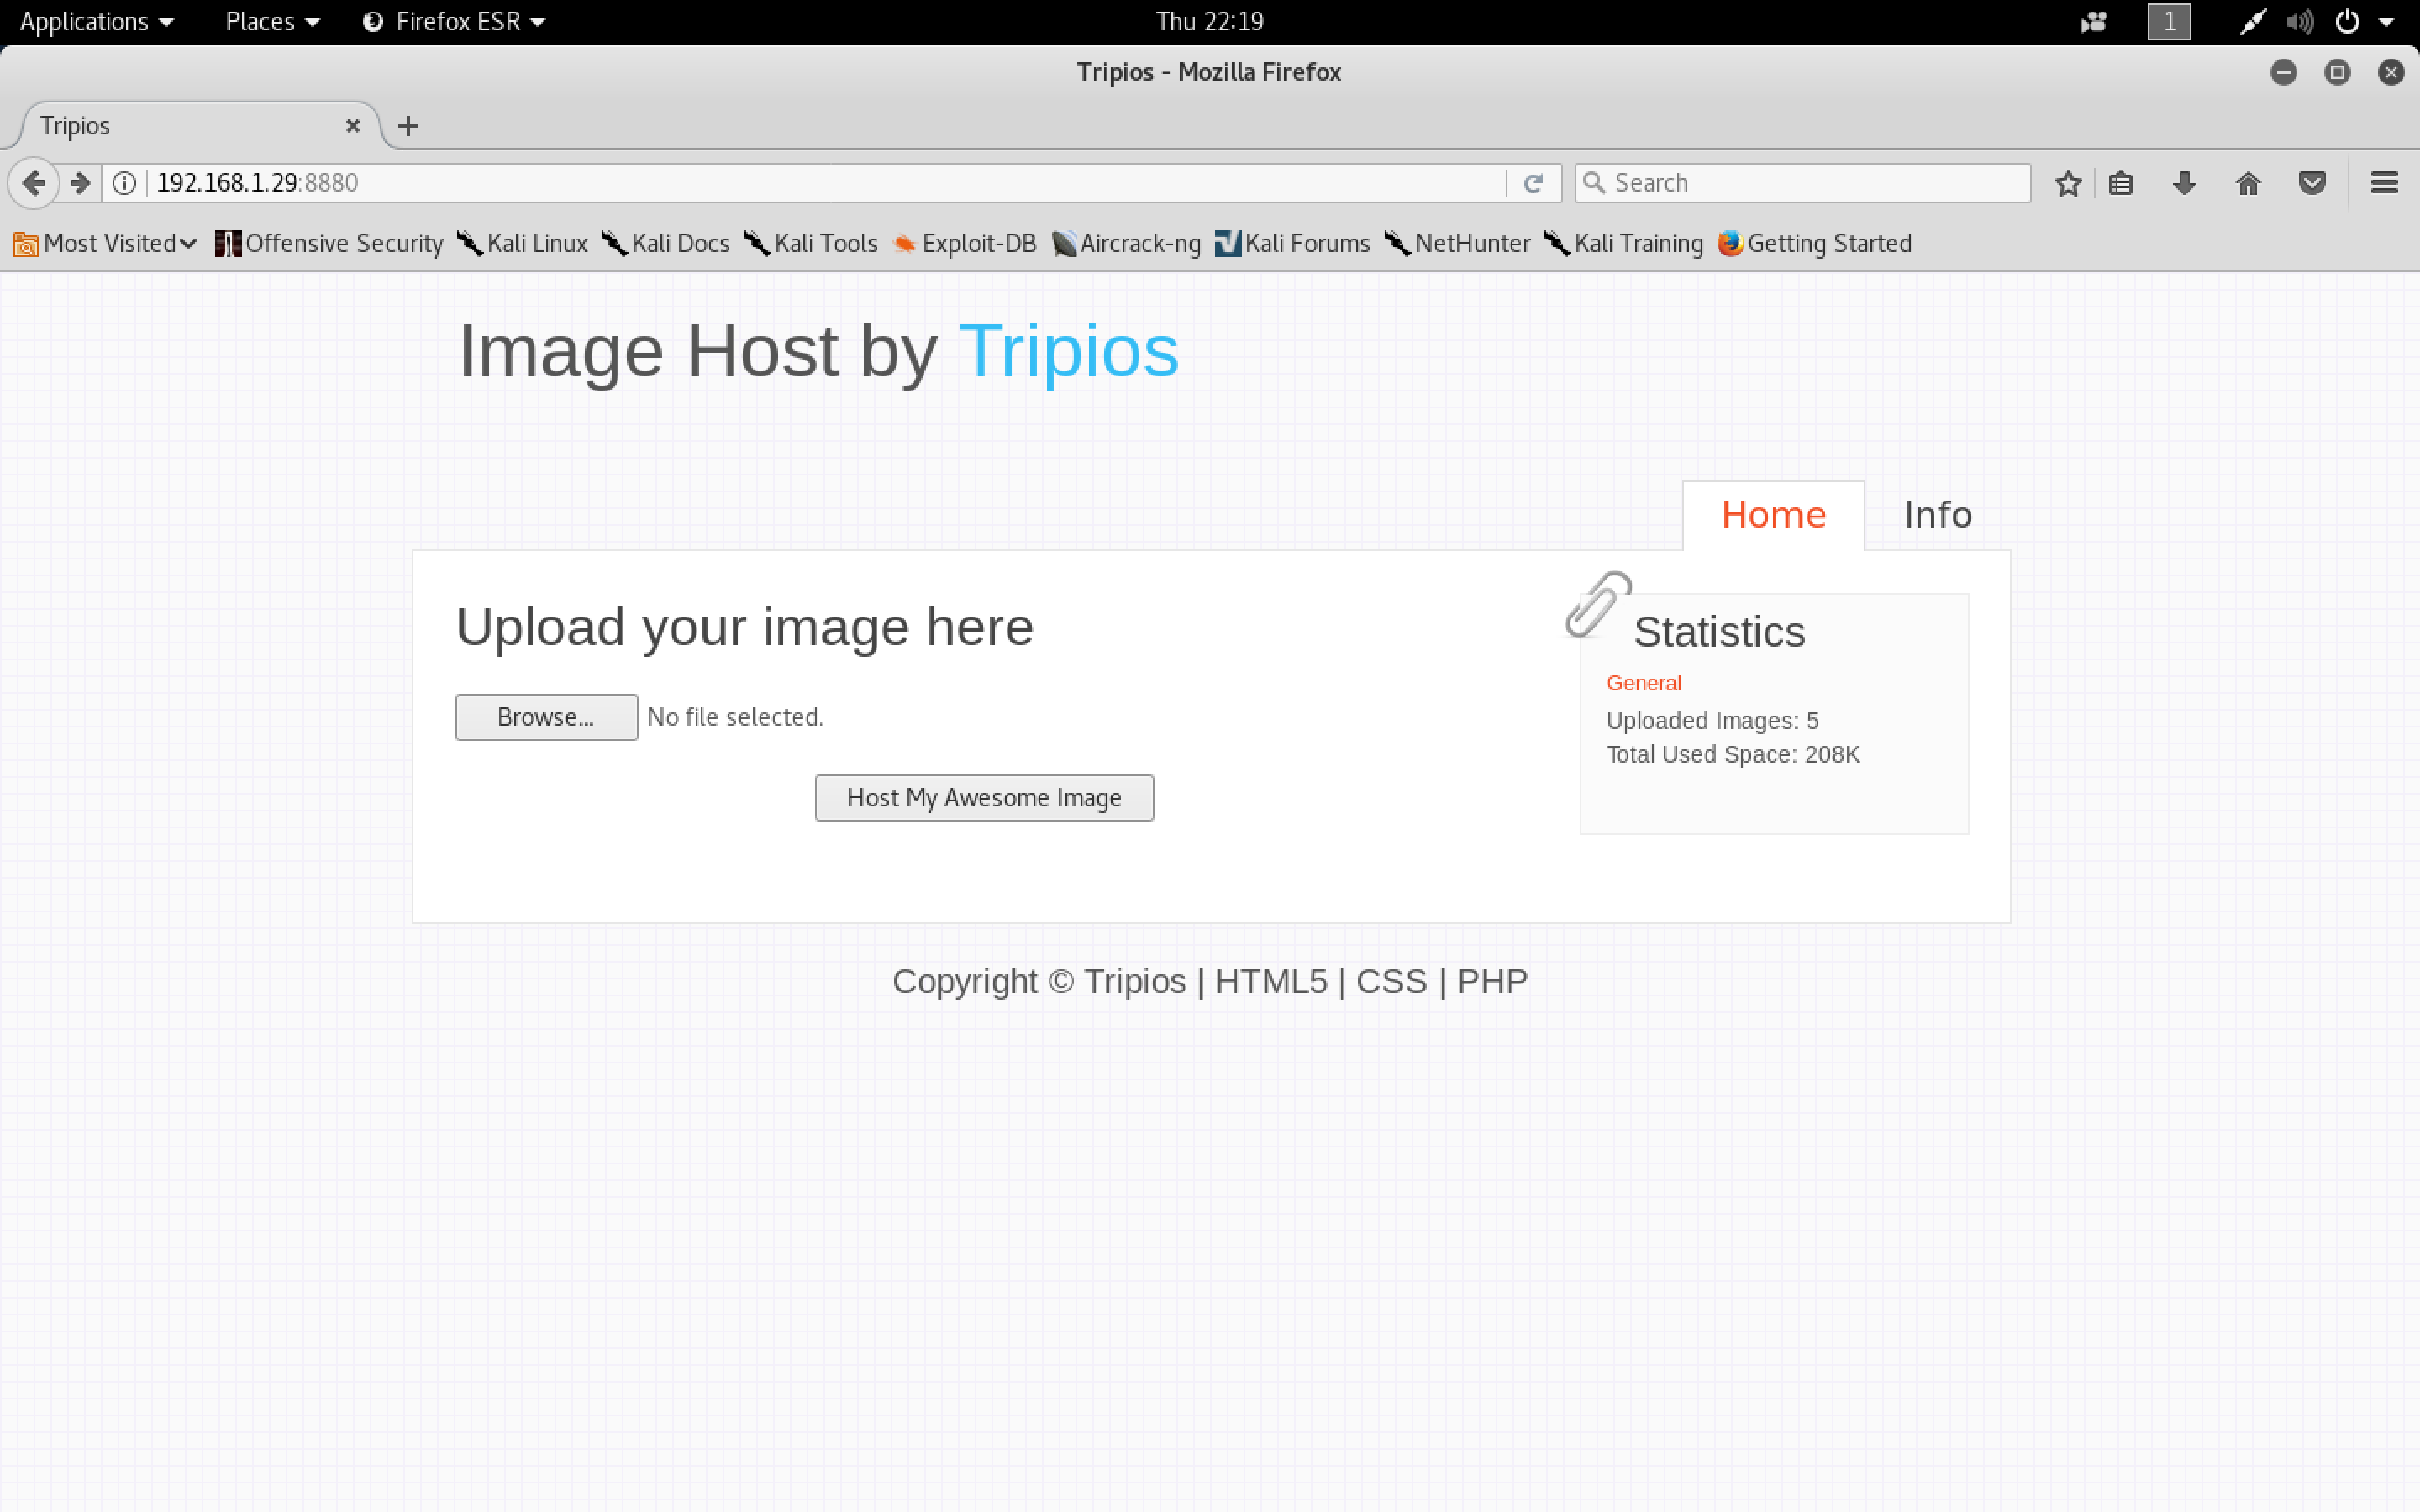 Applications Places Firefox ESR Thu 22:19 1
Tripios - Mozilla Firefox
Tripios
192.168.1.29:8880 Search
Most Visited Offensive Security Kali Linux Kali Docs Kali Tools Exploit-DB Aircrack-ng Kali Forums NetHunter Kali Training Getting Started
Image Host by Tripios
Home Info
Upload your image here
Browse... No file selected.
Host My Awesome Image
Statistics
General
Uploaded Images: 5
Total Used Space: 208K
Copyright © Tripios | HTML5 | CSS | PHP